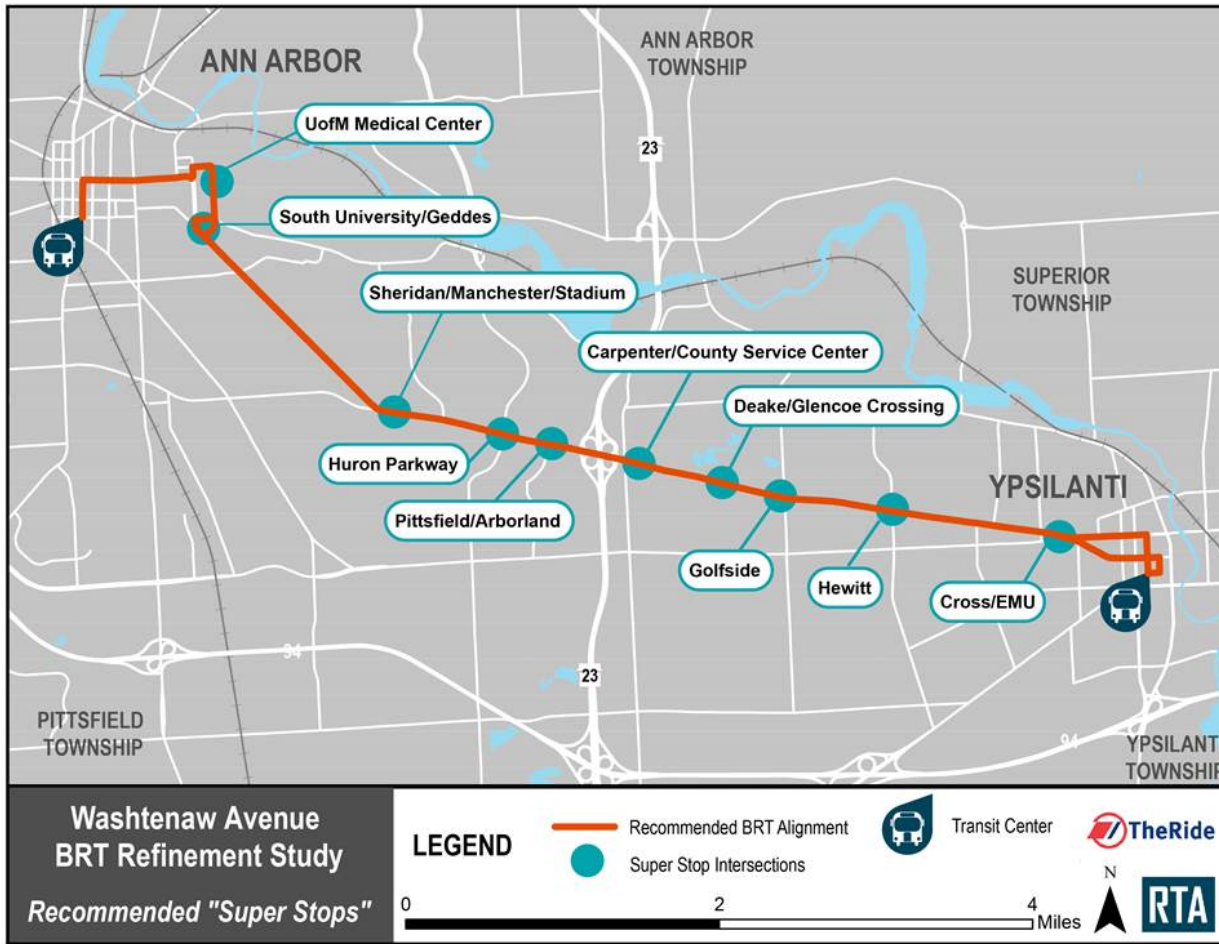 ANN ARBOR
ANN ARBOR
TOWNSHIP
UofM Medical Center
23
South University/Geddes
SUPERIOR
TOWNSHIP
Sheridan/Manchester/Stadium
Carpenter/County Service Center
Deake/Glencoe Crossing
Huron Parkway
YPSILANTI
Pittsfield/Arborland
Golfside
Hewitt
Cross/EMU
94
23
PITTSFIELD
TOWNSHIP
94
YPSILANT
TOWNSHIP
Washtenaw Avenue
BRT Refinement Study
Recommended "Super Stops"
LEGEND
Recommended BRT Alignment
Super Stop Intersections
Transit Center
TheRide
0 2 4
Miles
N
RTA